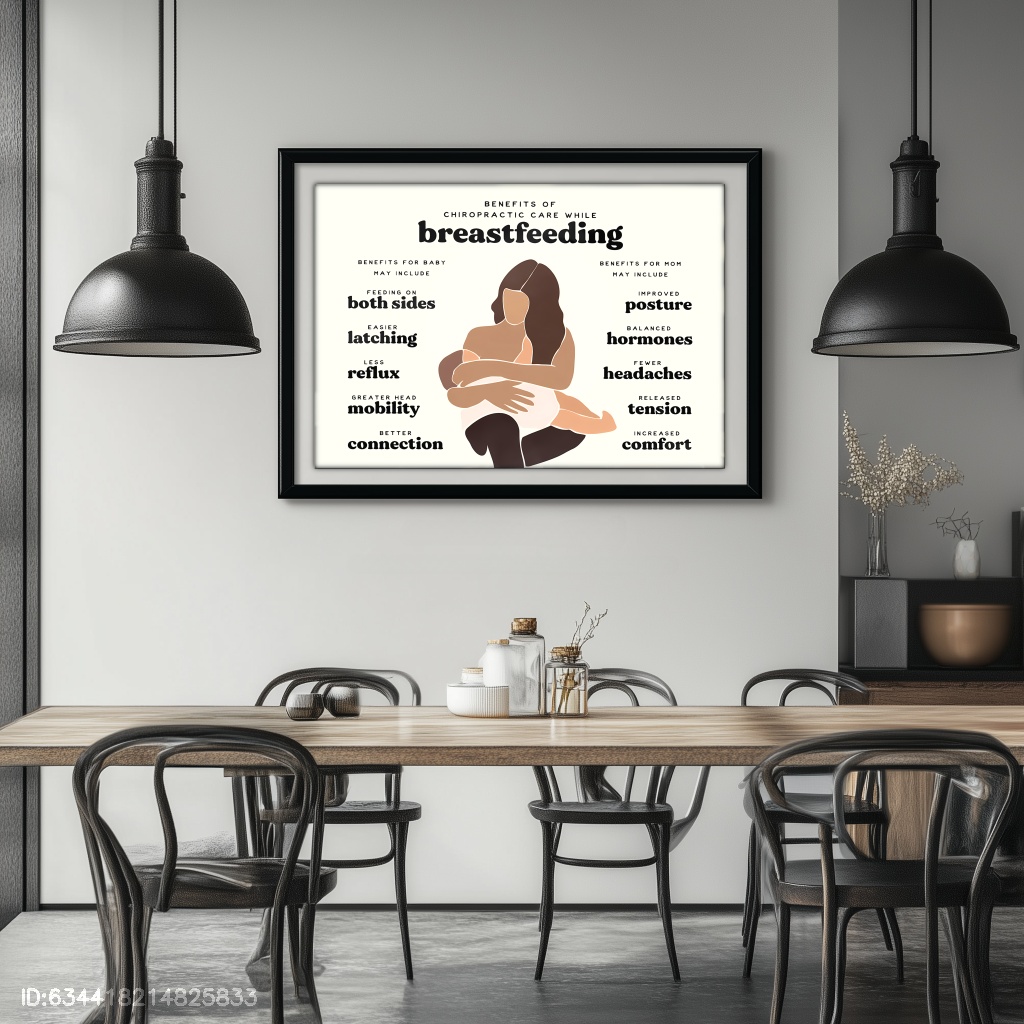 BENEFITS OF
CHIROPRACTIC CARE WHILE
breastfeeding
BENEFITS FOR BABY
MAY INCLUDE
FEEDING ON
both sides
EASIER
latching
LESS
reflux
GREATER HEAD
mobility
BETTER
connection
BENEFITS FOR MOM
MAY INCLUDE
IMPROVED
posture
BALANCED
hormones
FEWER
headaches
RELEASED
tension
INCREASED
comfort
ID:634418214825833